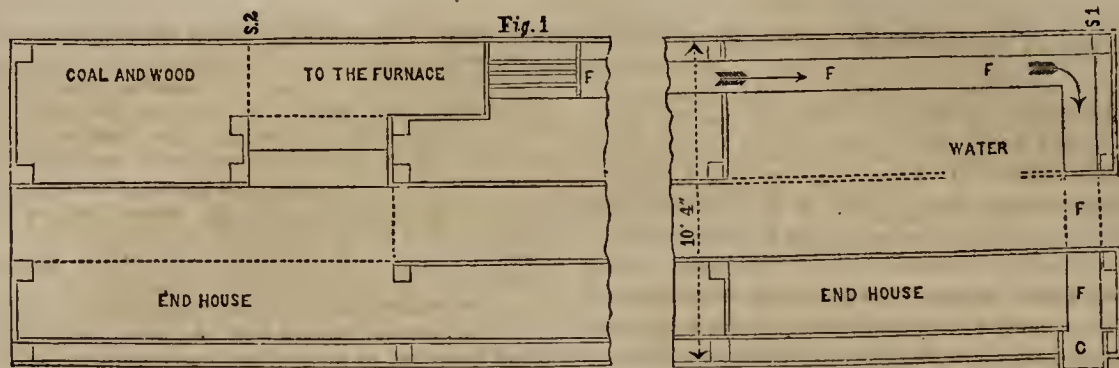 S.2
Fig. 1
S 1
COAL AND WOOD
TO THE FURNACE
F
F
F
WATER
F
10' 4"
END HOUSE
END HOUSE
F
C